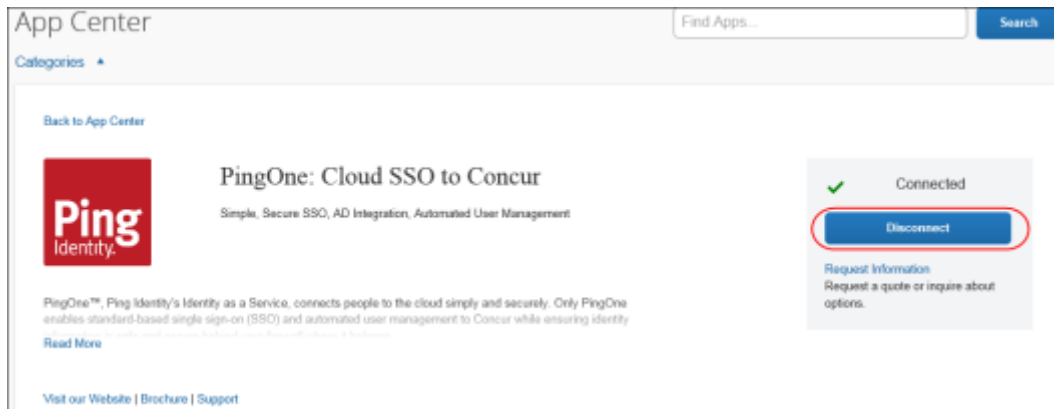 App Center
Find Apps...
Search
Categories
Back to App Center
Ping
Identity.
PingOne: Cloud SSO to Concur
Simple, Secure SSO, AD Integration, Automated User Management
Connected
Disconnect
Request Information
Request a quote or inquire about
options.
PingOne™, Ping Identity's Identity as a Service, connects people to the cloud simply and securely. Only PingOne
enables standard-based single sign-on (SSO) and automated user management to Concur while ensuring identity
Read More
Visit our Website | Brochure | Support